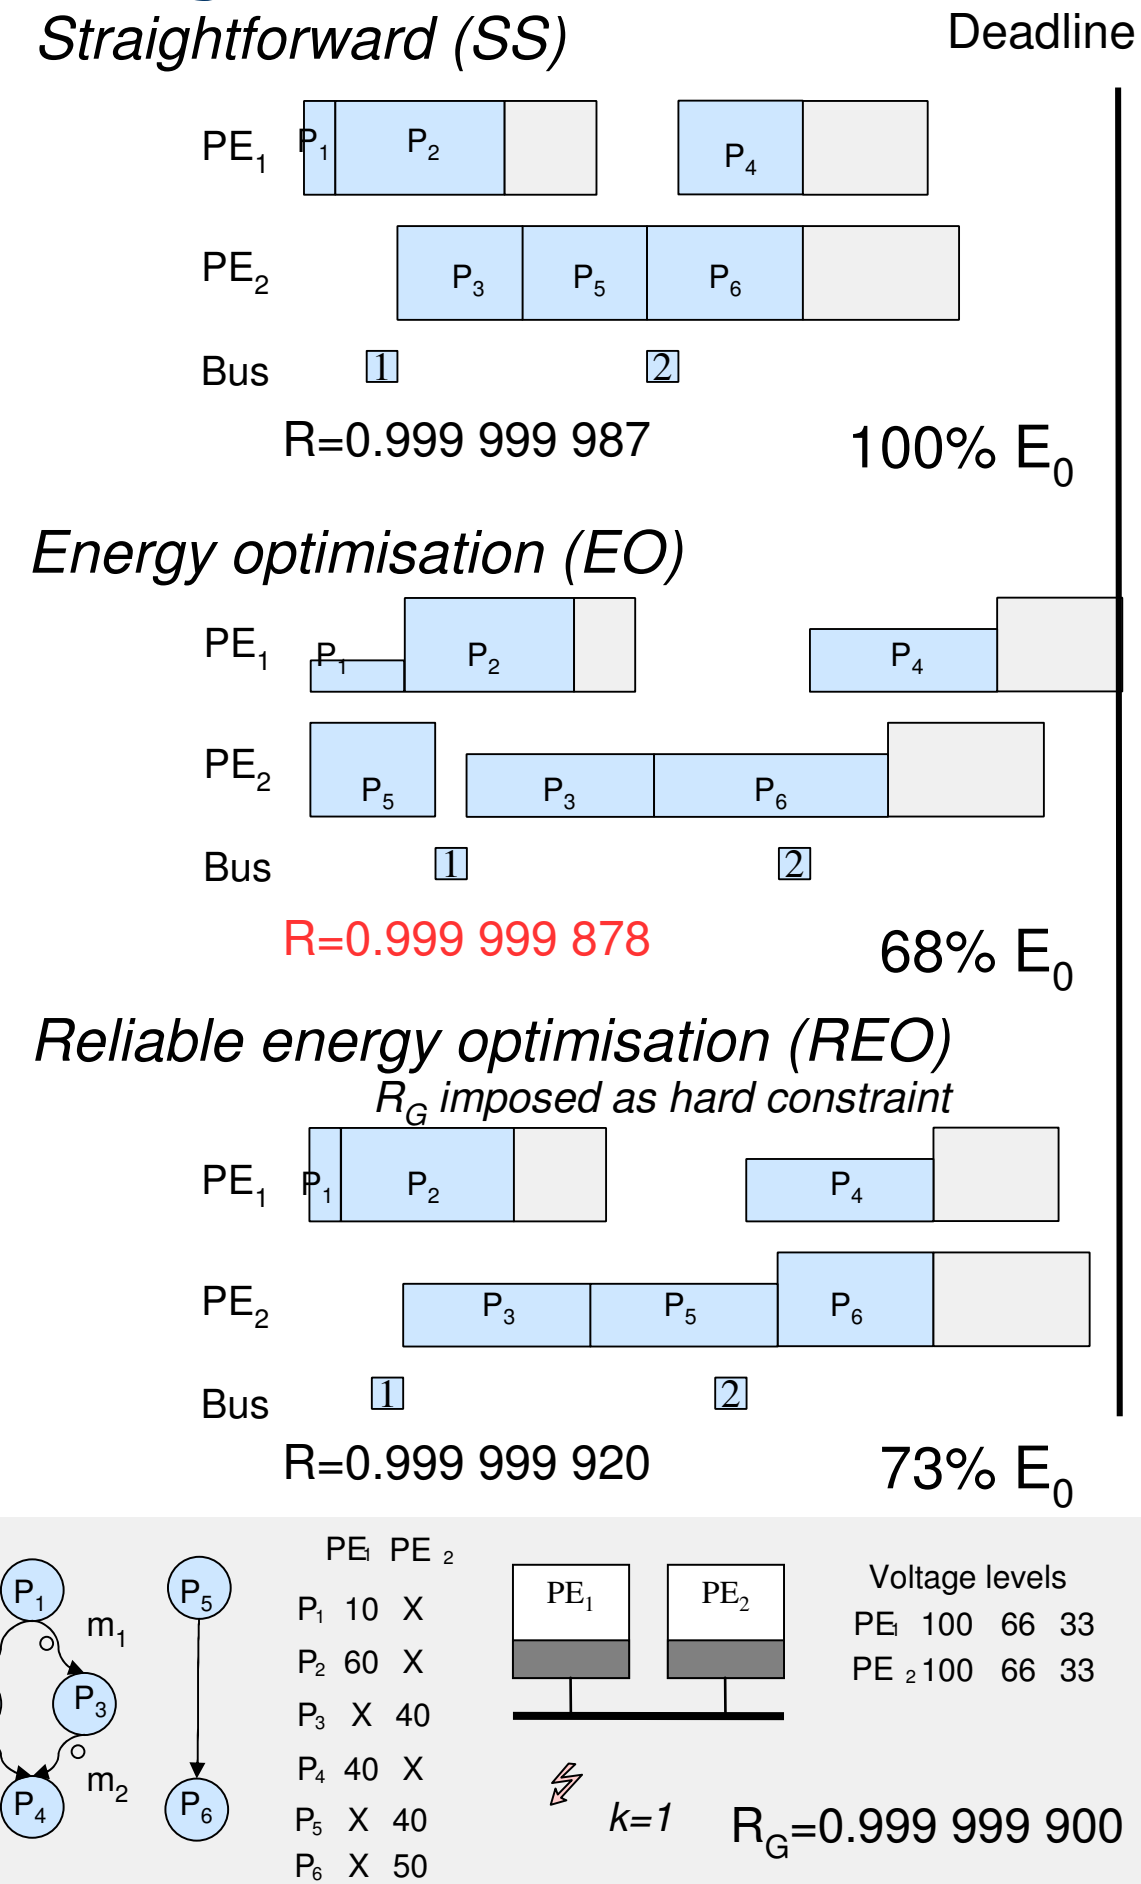 Straightforward (SS)
Deadline
PE1
P1 P2 P4
PE2
P3 P5 P6
Bus 1 2
R=0.999 999 987
100% E0
Energy optimisation (EO)
PE1
P1 P2 P4
PE2
P5 P3 P6
Bus 1 2
R=0.999 999 878
68% E0
Reliable energy optimisation (REO)
RG imposed as hard constraint
PE1
P1 P2 P4
PE2
P3 P5 P6
Bus 1 2
R=0.999 999 920
73% E0
P1
m1
P3
m2
P4
P5
P6
PE1 PE 2
P1 10 X
P2 60 X
P3 X 40
P4 40 X
P5 X 40
P6 X 50
PE1 PE2
k=1
Voltage levels
PE1 100 66 33
PE 2 100 66 33
RG=0.999 999 900